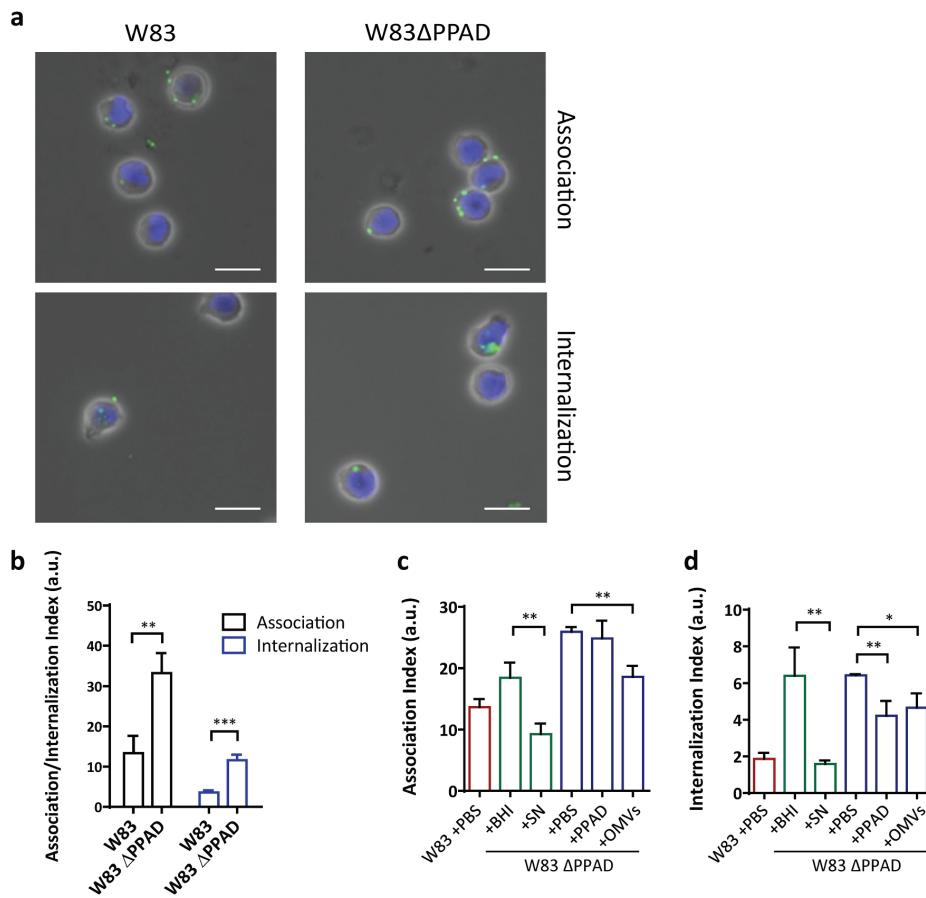 a
W83
W83ΔPPAD
Association
Internalization
b
Association/Internalization Index (a.u.)
50
40
30
20
10
0
**
***
Association
Internalization
W83
W83 ΔPPAD
W83
W83 ΔPPAD
c
Association Index (a.u.)
30
20
10
0
**
**
W83 +PBS
+BHI
+SN
+PBS
+PPAD
+OMVs
W83 ΔPPAD
d
Internalization Index (a.u.)
10
8
6
4
2
0
**
*
**
W83 +PBS
+BHI
+SN
+PBS
+PPAD
+OMVs
W83 ΔPPAD